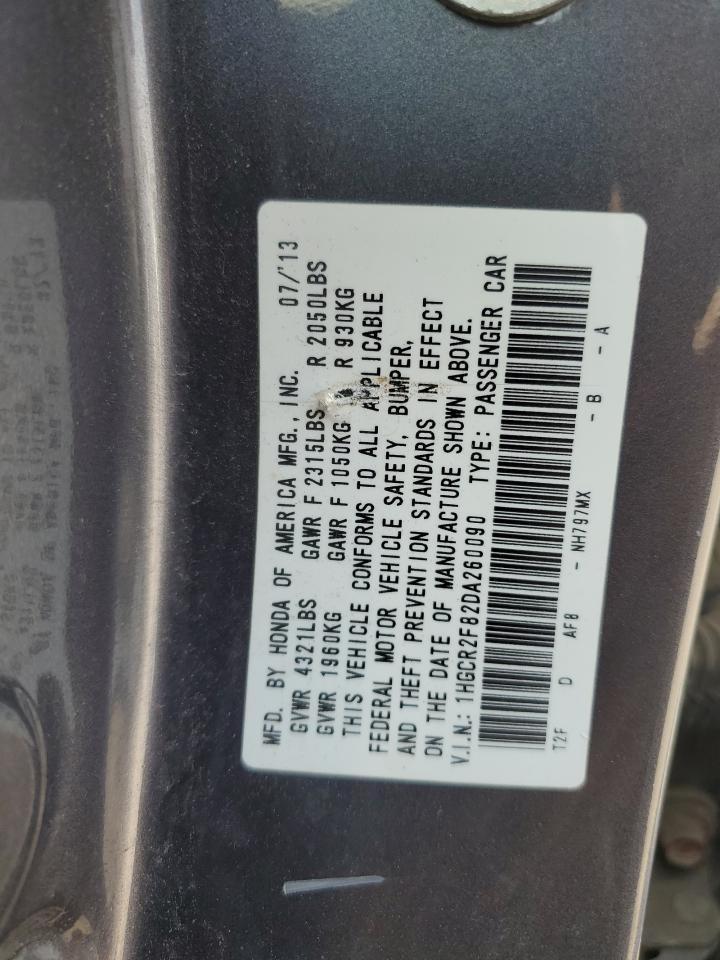 MFD. BY HONDA OF AMERICA MFG., INC. 07/'13
GVWR 4321LBS GAWR F 2315LBS R 2050LBS
GVWR 1960KG GAWR F 1050KG R 930KG
THIS VEHICLE CONFORMS TO ALL APPLICABLE
FEDERAL MOTOR VEHICLE SAFETY, BUMPER,
AND THEFT PREVENTION STANDARDS IN EFFECT
ON THE DATE OF MANUFACTURE SHOWN ABOVE.
V.I.N.: 1HGCR2F82DA260090 TYPE: PASSENGER CAR
T2F D AF8 - NH797MX - B - A